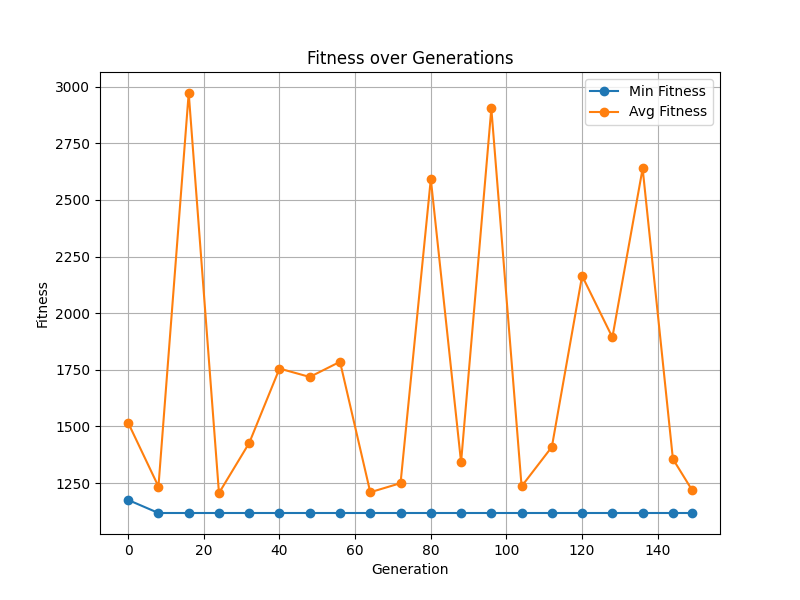 Fitness over Generations
Min Fitness
Avg Fitness
3000
2750
2500
2250
2000
1750
1500
1250
Fitness
0 20 40 60 80 100 120 140
Generation